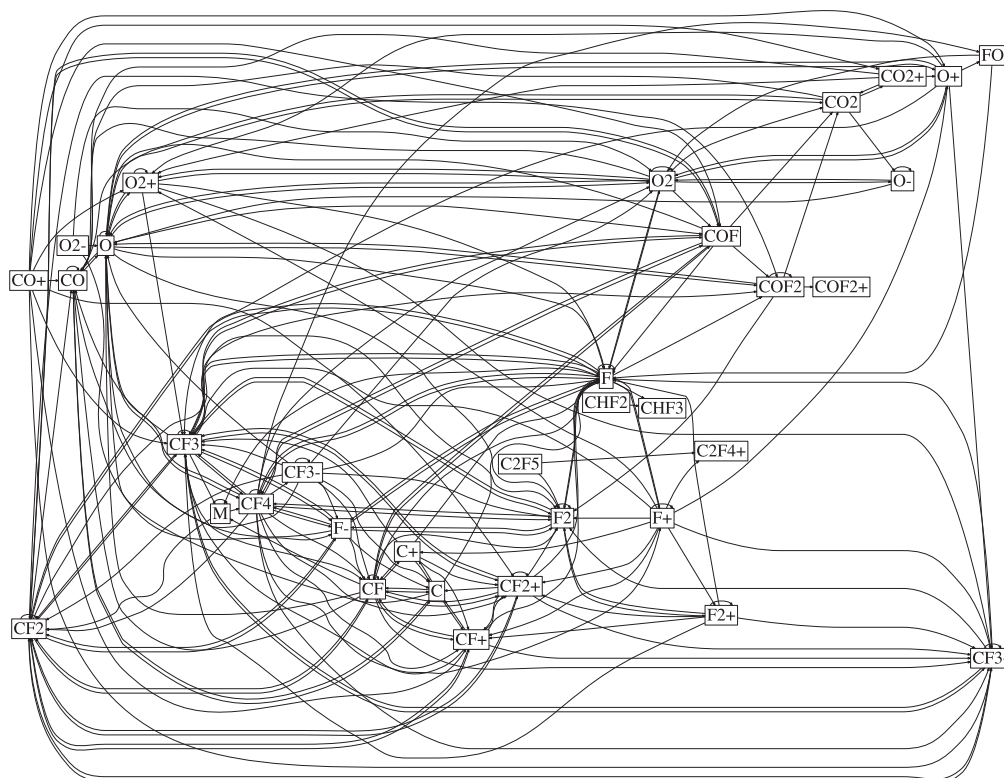 FO
CO2+
O+
CO2
O2+
O2
O-
COF
O2-
O
CO+
CO
COF2
COF2+
F
CHF2
CHF3
CF3
C2F4+
C2F5
CF3-
CF4
M
F-
F2
F+
C+
CF
C
CF2+
F2+
CF2
CF+
CF3